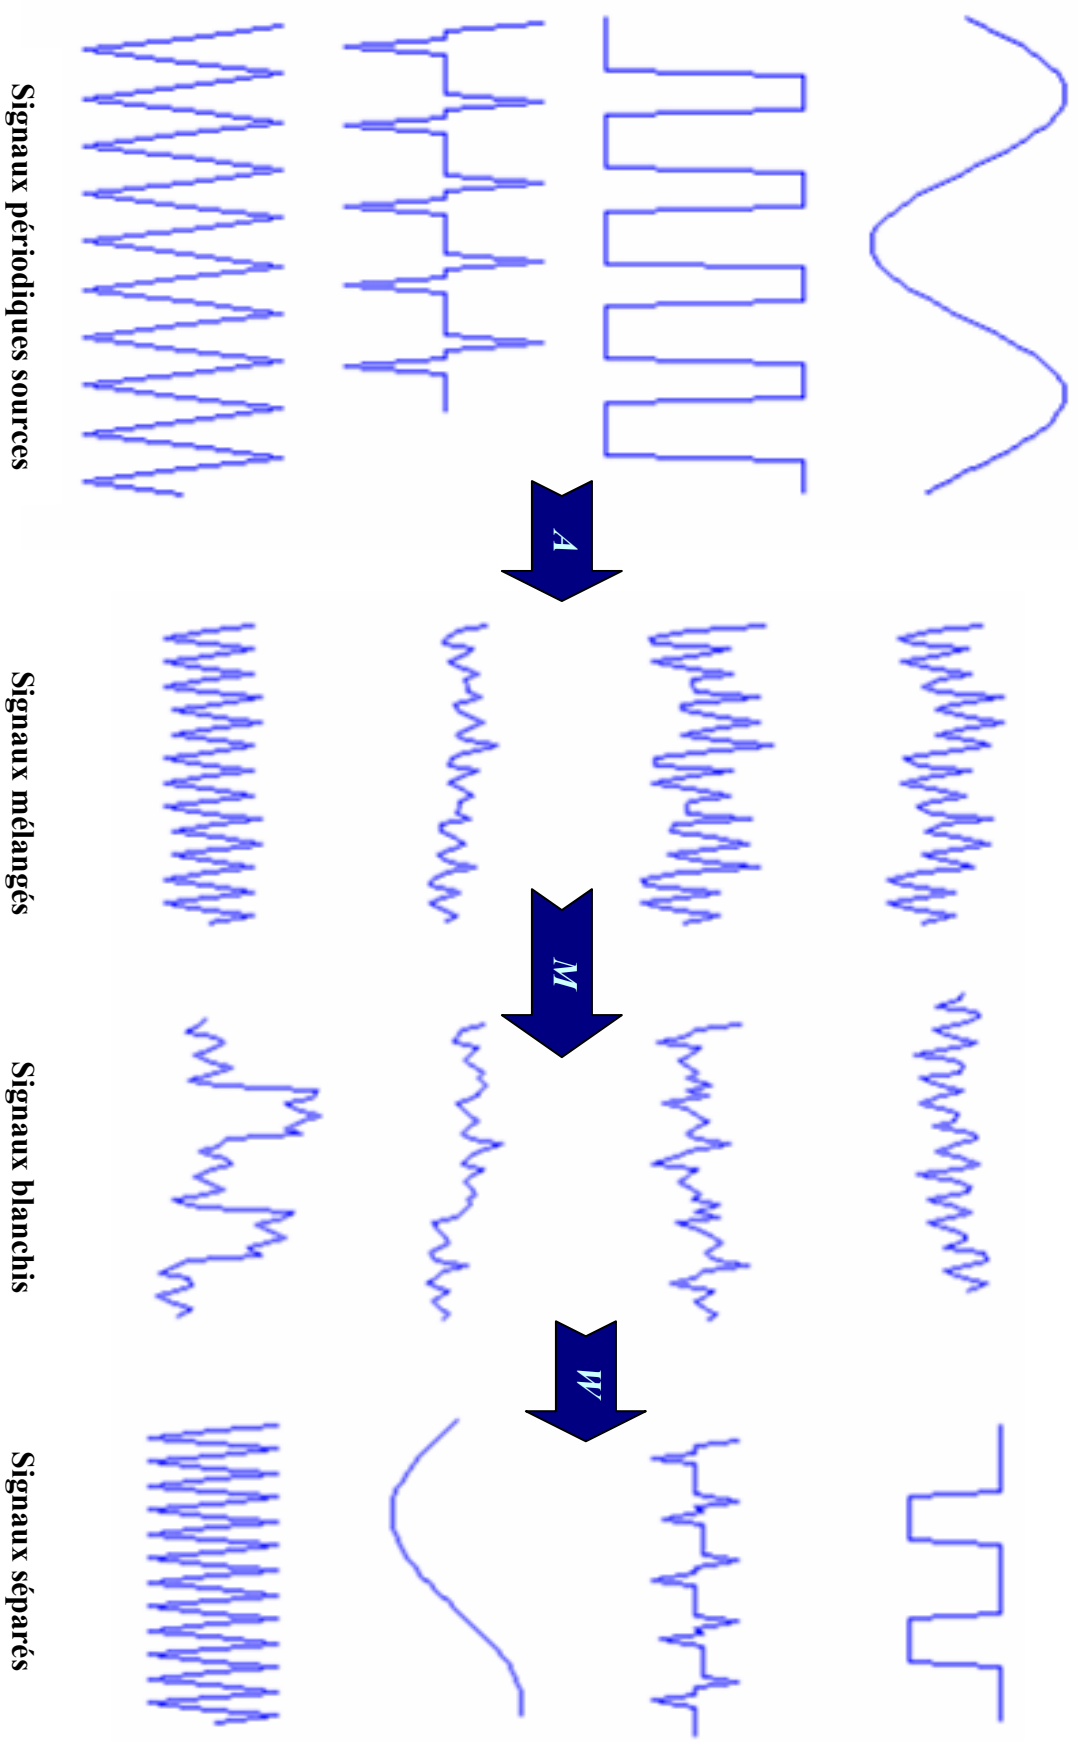 Signaux périodiques sources
A
Signaux mélangés
M
Signaux blanchis
W
Signaux séparés